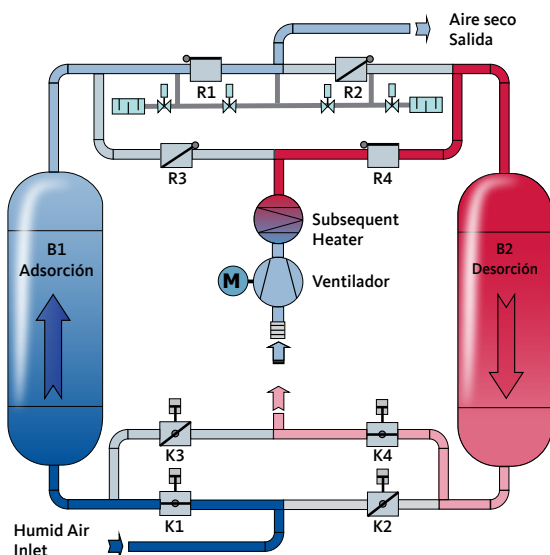 Aire seco
Salida
R1
R2
R3
R4
Subsequent
Heater
B1
Adsorción
B2
Desorción
M
Ventilador
K3
K4
K1
K2
Humid Air
Inlet